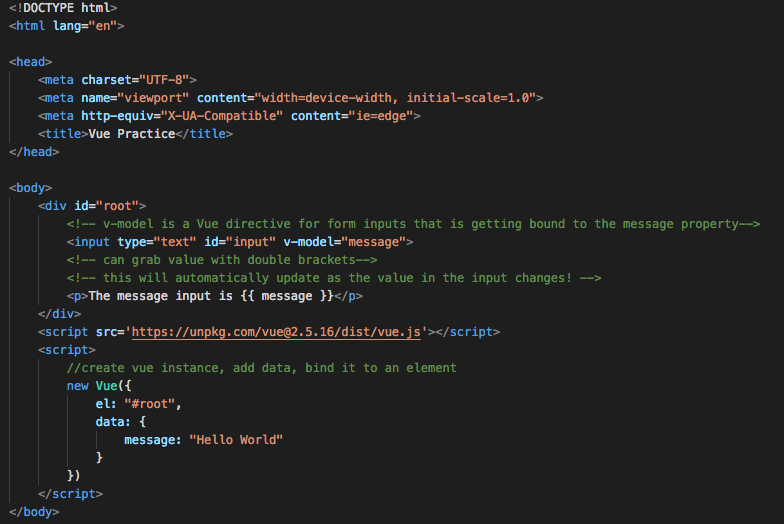 <!DOCTYPE html>
<html lang="en">
<head>
<meta charset="UTF-8">
<meta name="viewport" content="width=device-width, initial-scale=1.0">
<meta http-equiv="X-UA-Compatible" content="ie=edge">
<title>Vue Practice</title>
</head>
<body>
<div id="root">
<!-- v-model is a Vue directive for form inputs that is getting bound to the message property-->
<input type="text" id="input" v-model="message">
<!-- can grab value with double brackets-->
<!-- this will automatically update as the value in the input changes! -->
<p>The message input is {{ message }}</p>
</div>
<script src='https://unpkg.com/vue@2.5.16/dist/vue.js'></script>
<script>
//create vue instance, add data, bind it to an element
new Vue({
el: "#root",
data: {
message: "Hello World"
}
})
</script>
</body>